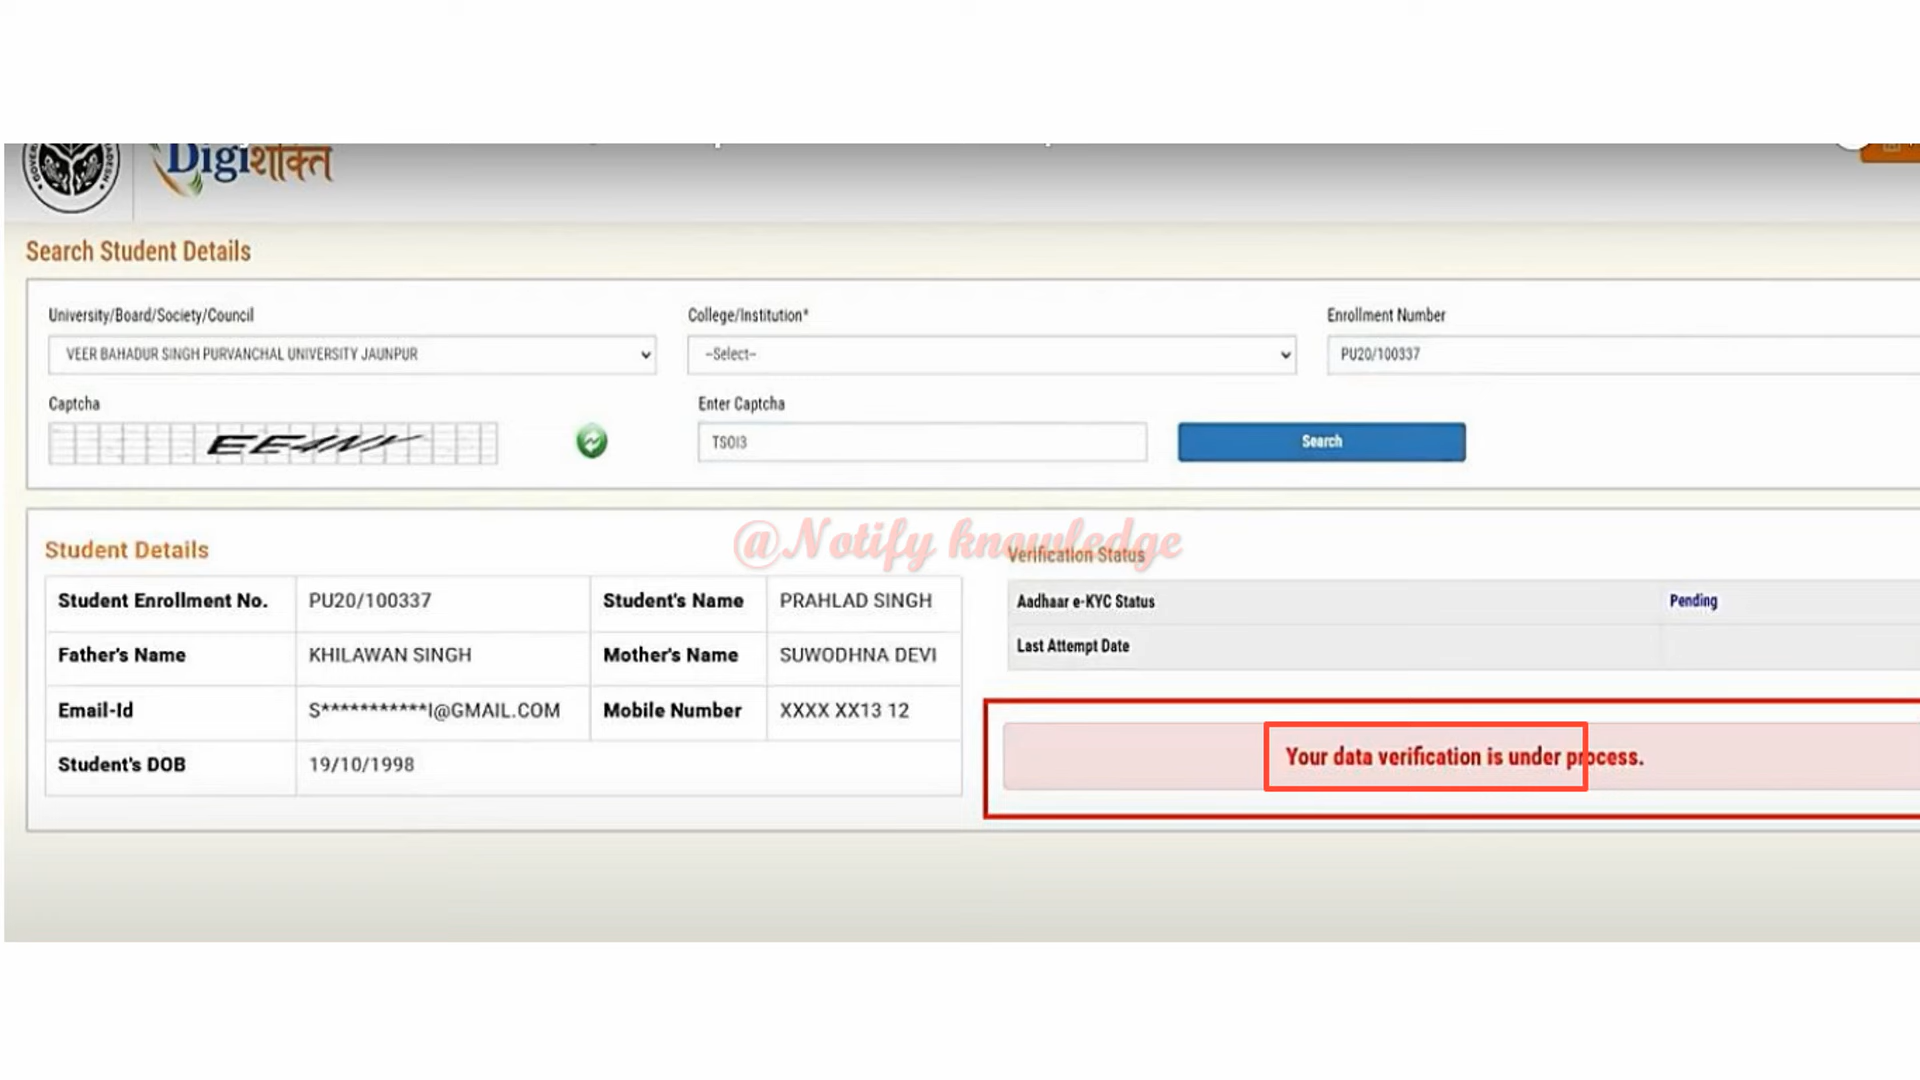 Digiशक्ति
Search Student Details
University/Board/Society/Council College/Institution* Enrollment Number
VEER BAHADUR SINGH PURVANCHAL UNIVERSITY JAUNPUR --Select-- PU20/100337
Captcha Enter Captcha
TS0I3 Search
@Notify knowledge
Student Details Verification Status
Student Enrollment No. PU20/100337 Student's Name PRAHLAD SINGH Aadhaar e-KYC Status Pending
Father's Name KHILAWAN SINGH Mother's Name SUWODHNA DEVI Last Attempt Date
Email-Id S***********I@GMAIL.COM Mobile Number XXXX XX13 12
Your data verification is under process.
Student's DOB 19/10/1998